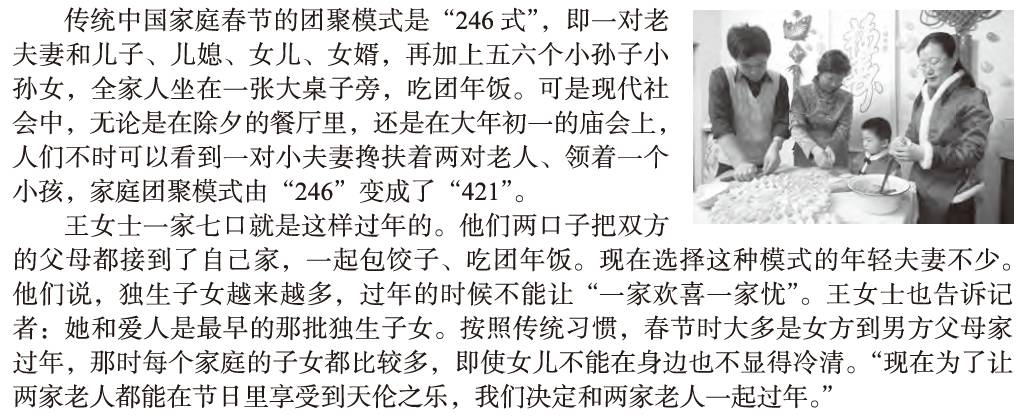 传统中国家庭春节的团聚模式是“246 式”，即一对老
夫妻和儿子、儿媳、女儿、女婿，再加上五六个小孙子小
孙女，全家人坐在一张大桌子旁，吃团年饭。可是现代社
会中，无论是在除夕的餐厅里，还是在大年初一的庙会上，
人们不时可以看到一对小夫妻搀扶着两对老人、领着一个
小孩，家庭团聚模式由“246”变成了“421”。
王女士一家七口就是这样过年的。他们两口子把双方
的父母都接到了自己家，一起包饺子、吃团年饭。现在选择这种模式的年轻夫妻不少。
他们说，独生子女越来越多，过年的时候不能让“一家欢喜一家忧”。王女士也告诉记
者：她和爱人是最早的那批独生子女。按照传统习惯，春节时大多是女方到男方父母家
过年，那时每个家庭的子女都比较多，即使女儿不能在身边也不显得冷清。“现在为了让
两家老人都能在节日里享受到天伦之乐，我们决定和两家老人一起过年。”